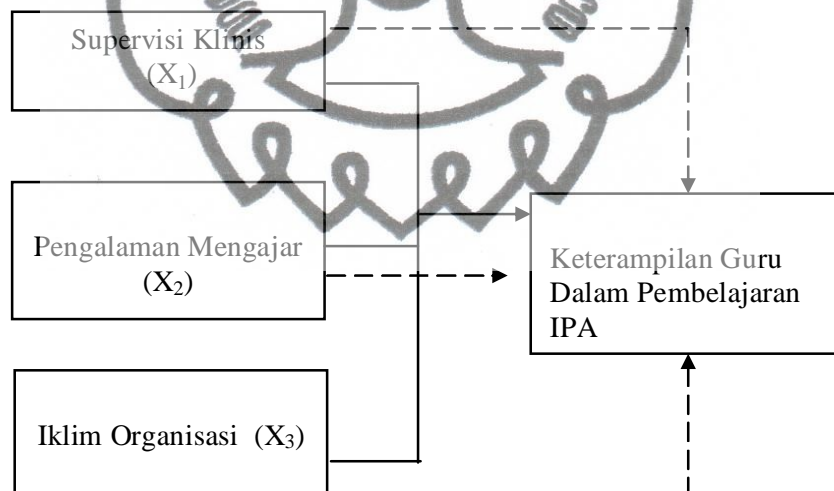 Supervisi Klinis
(X₁)
Pengalaman Mengajar
(X₂)
Keterampilan Guru
Dalam Pembelajaran
IPA
Iklim Organisasi (X₃)